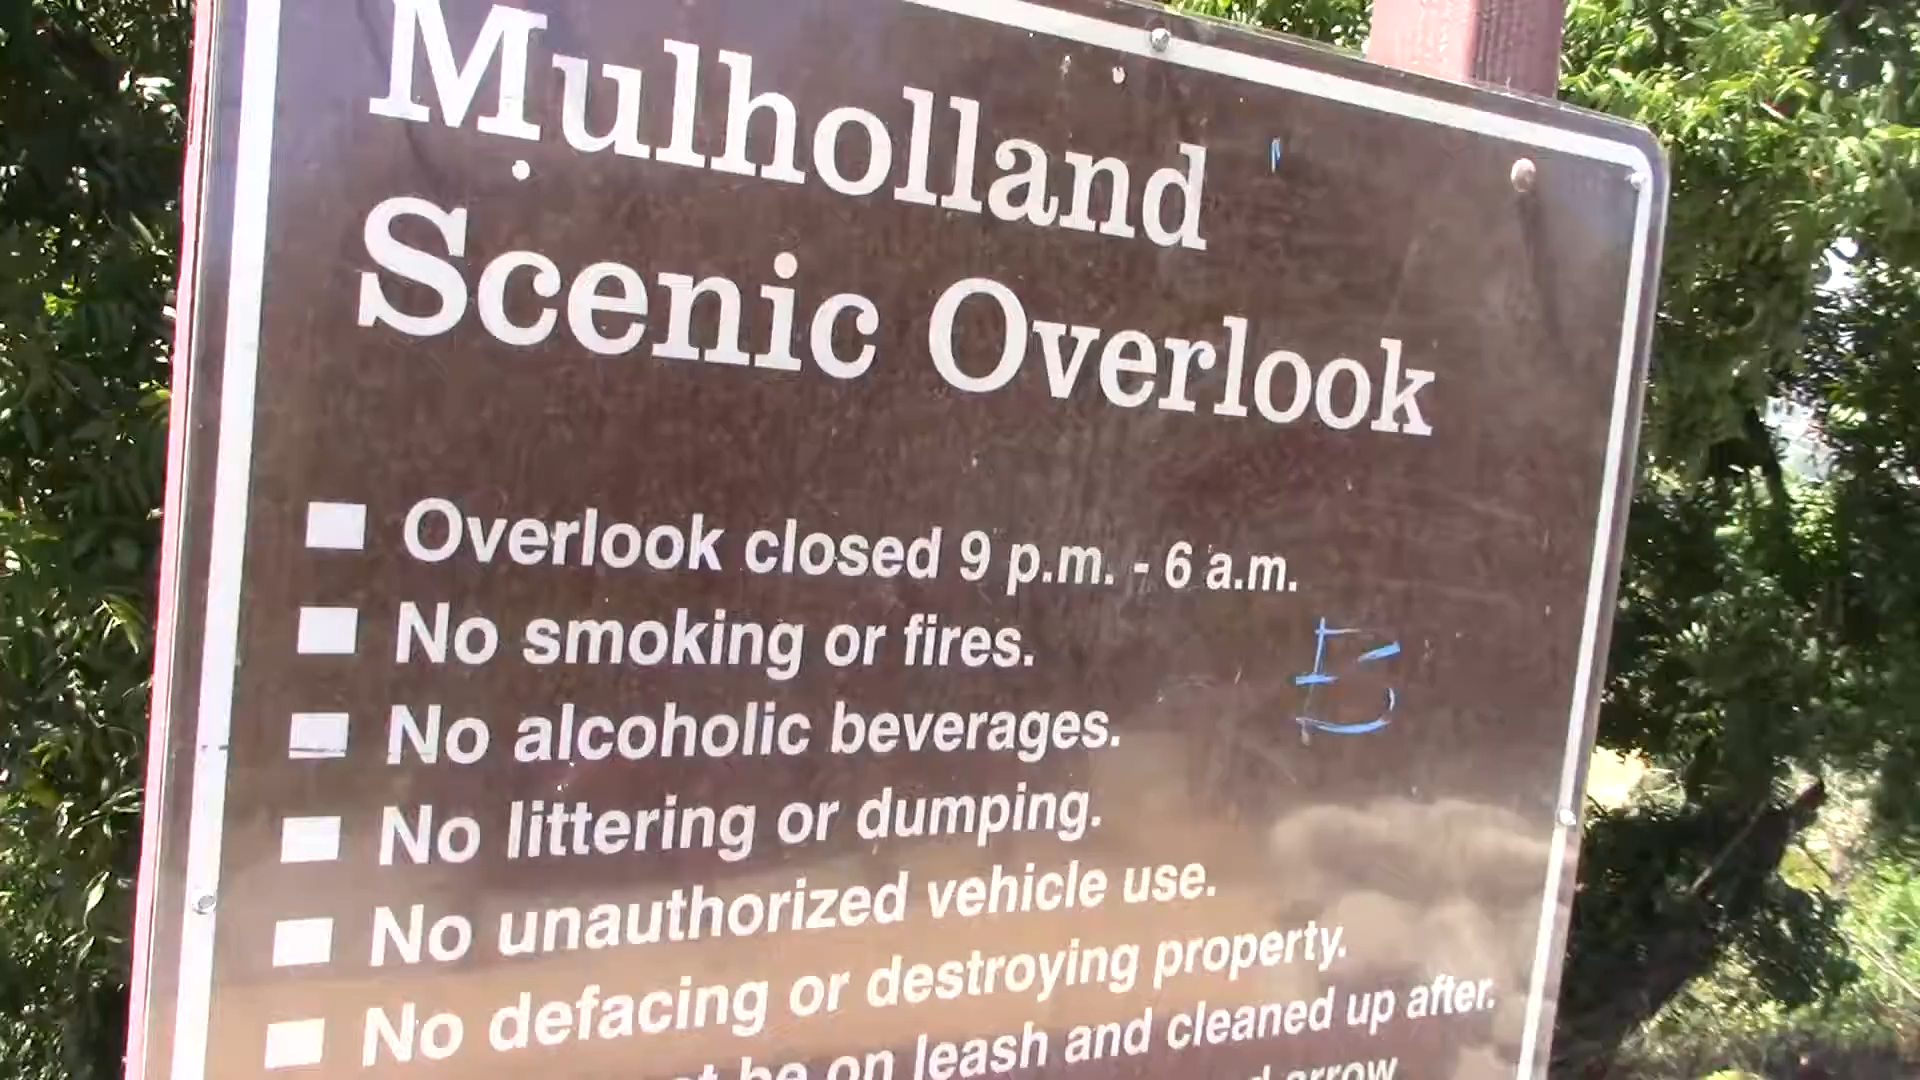 Mulholland
Scenic Overlook
Overlook closed 9 p.m. - 6 a.m.
No smoking or fires.
No alcoholic beverages.
No littering or dumping.
No unauthorized vehicle use.
No defacing or destroying property.
be on leash and cleaned up after.
arrow